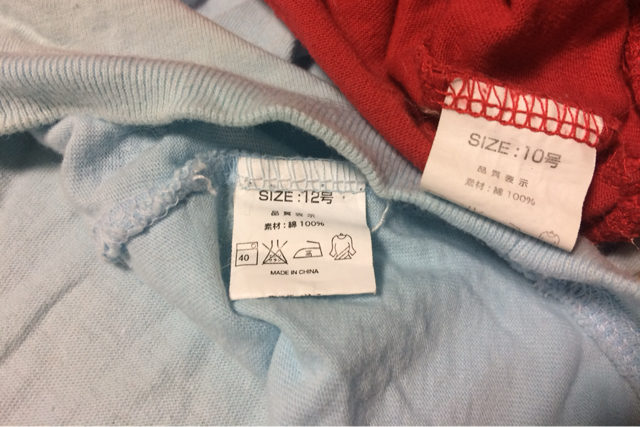 SIZE:12号
品質表示
素材:綿 100%
40
MADE IN CHINA
SIZE:10号
品質表示
素材:綿 100%